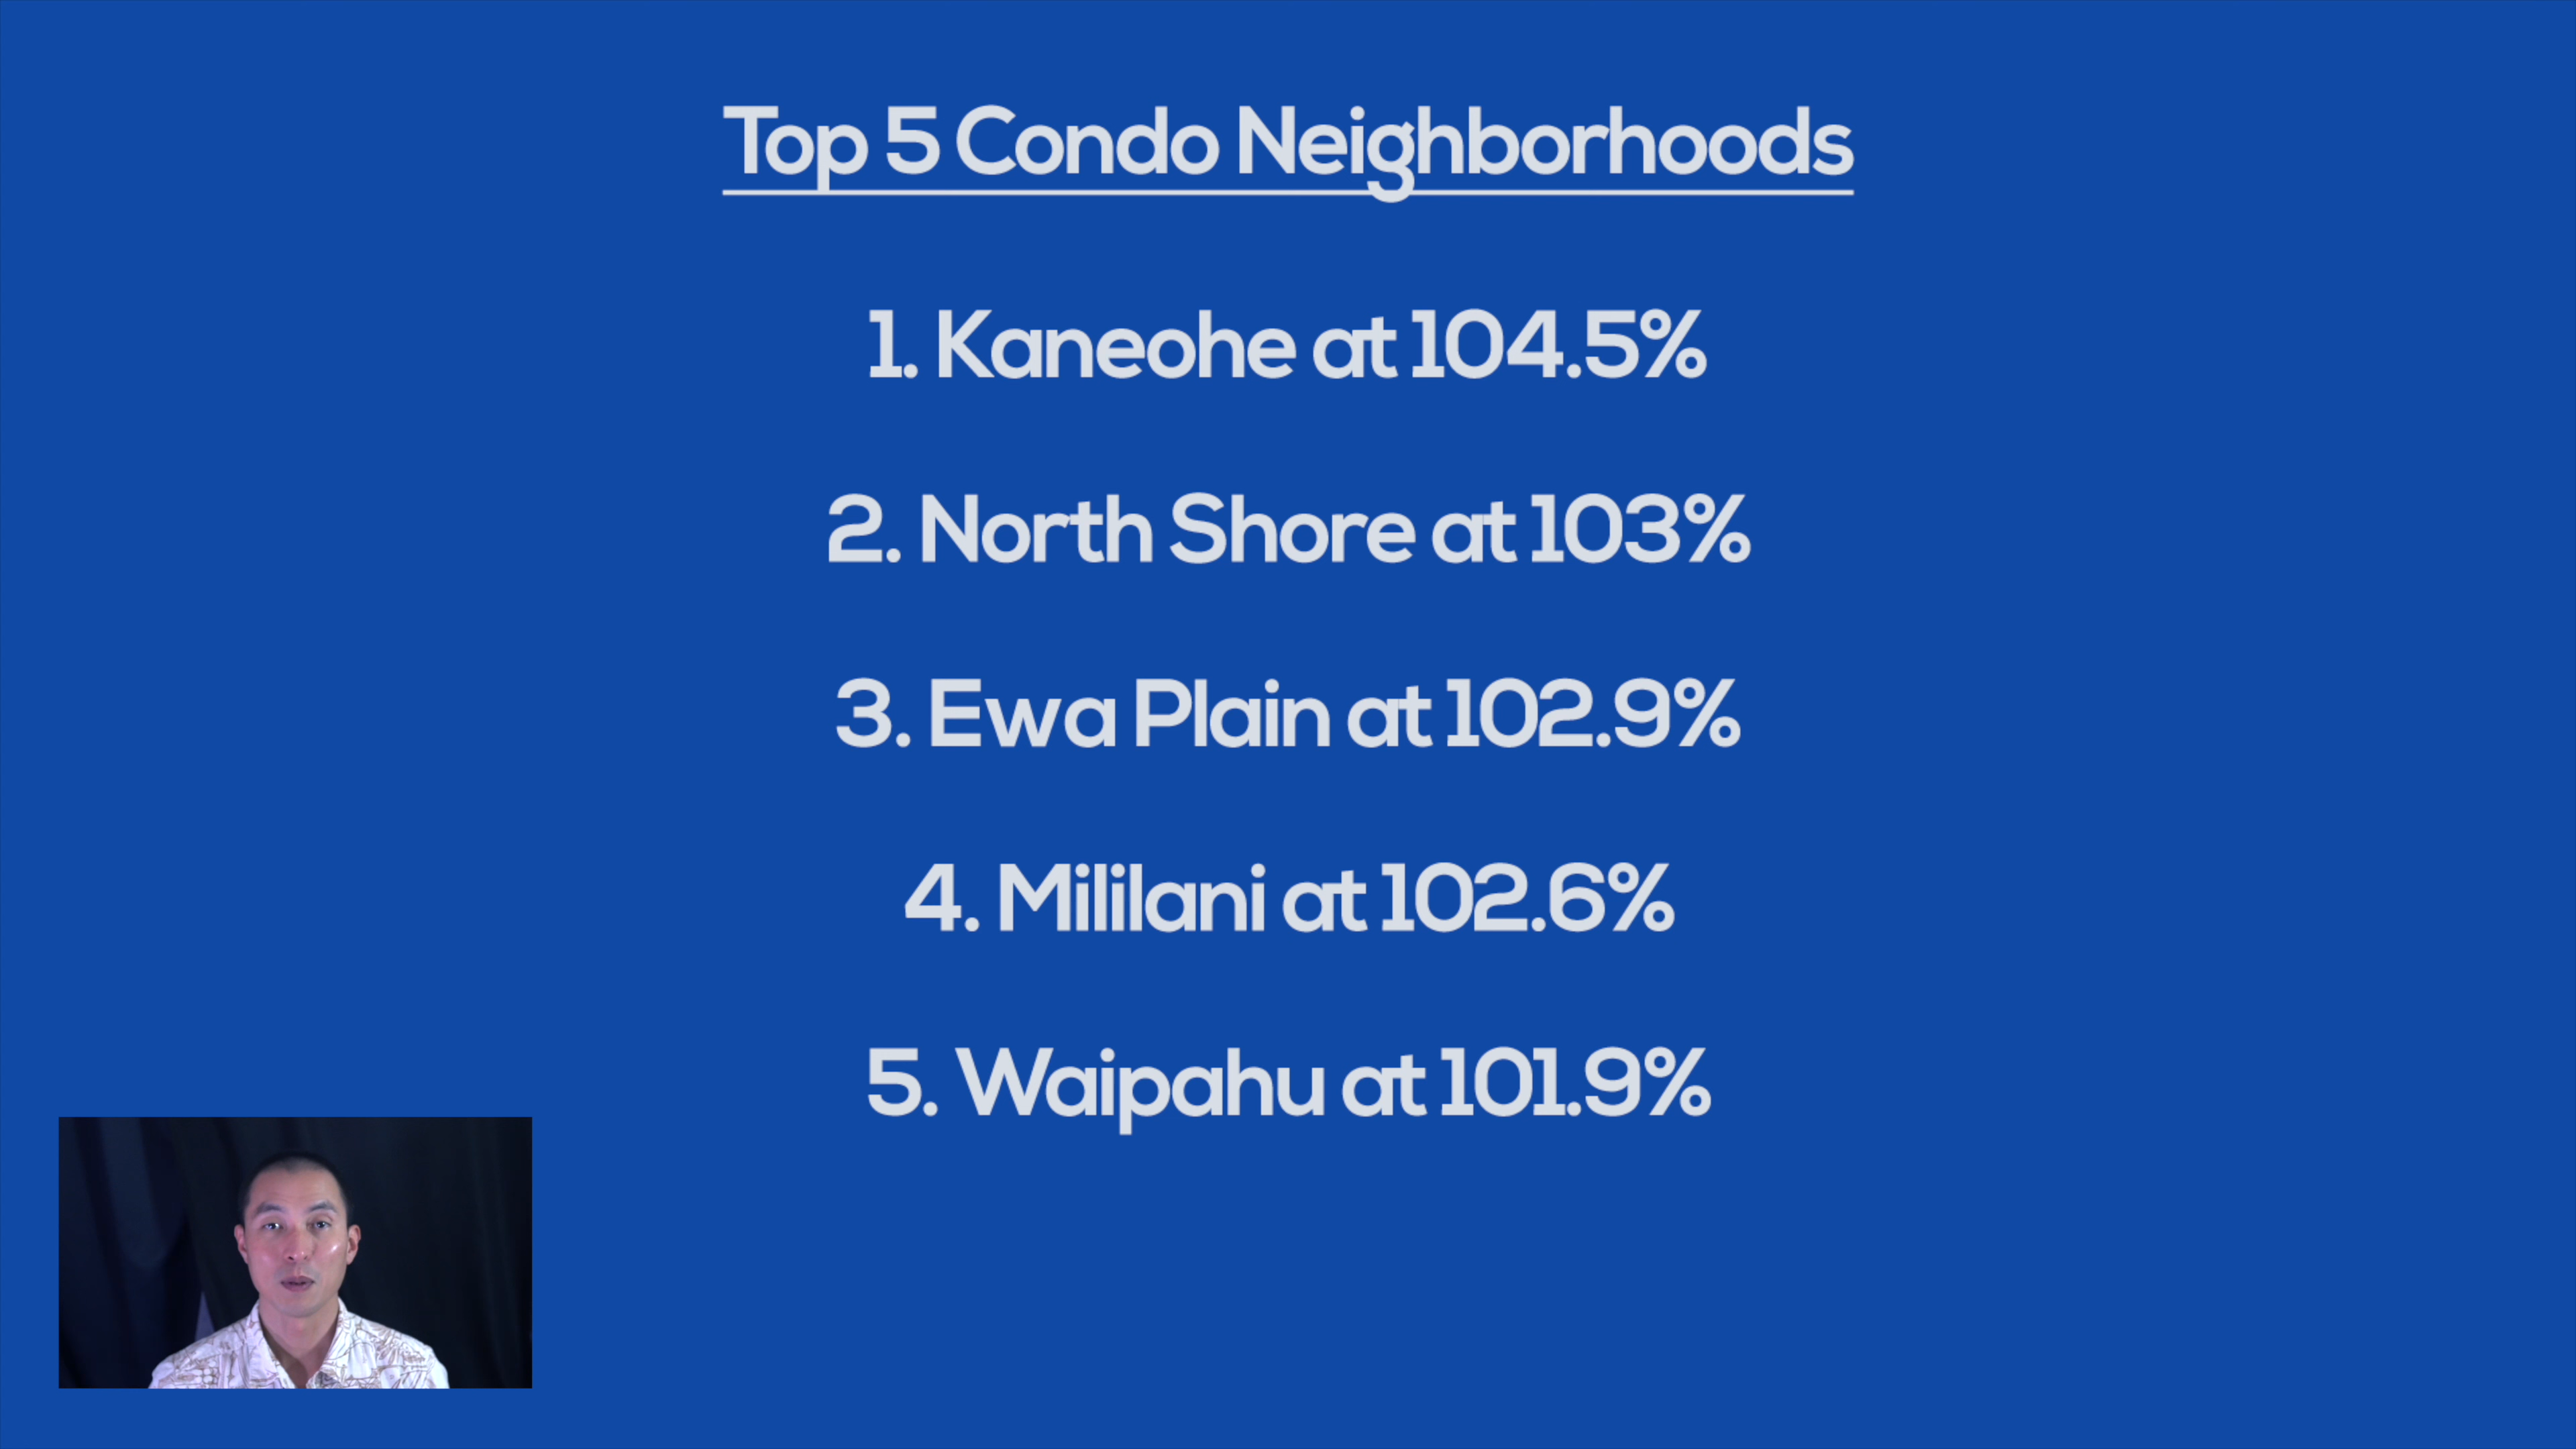 Top 5 Condo Neighborhoods
1. Kaneohe at 104.5%
2. North Shore at 103%
3. Ewa Plain at 102.9%
4. Mililani at 102.6%
5. Waipahu at 101.9%